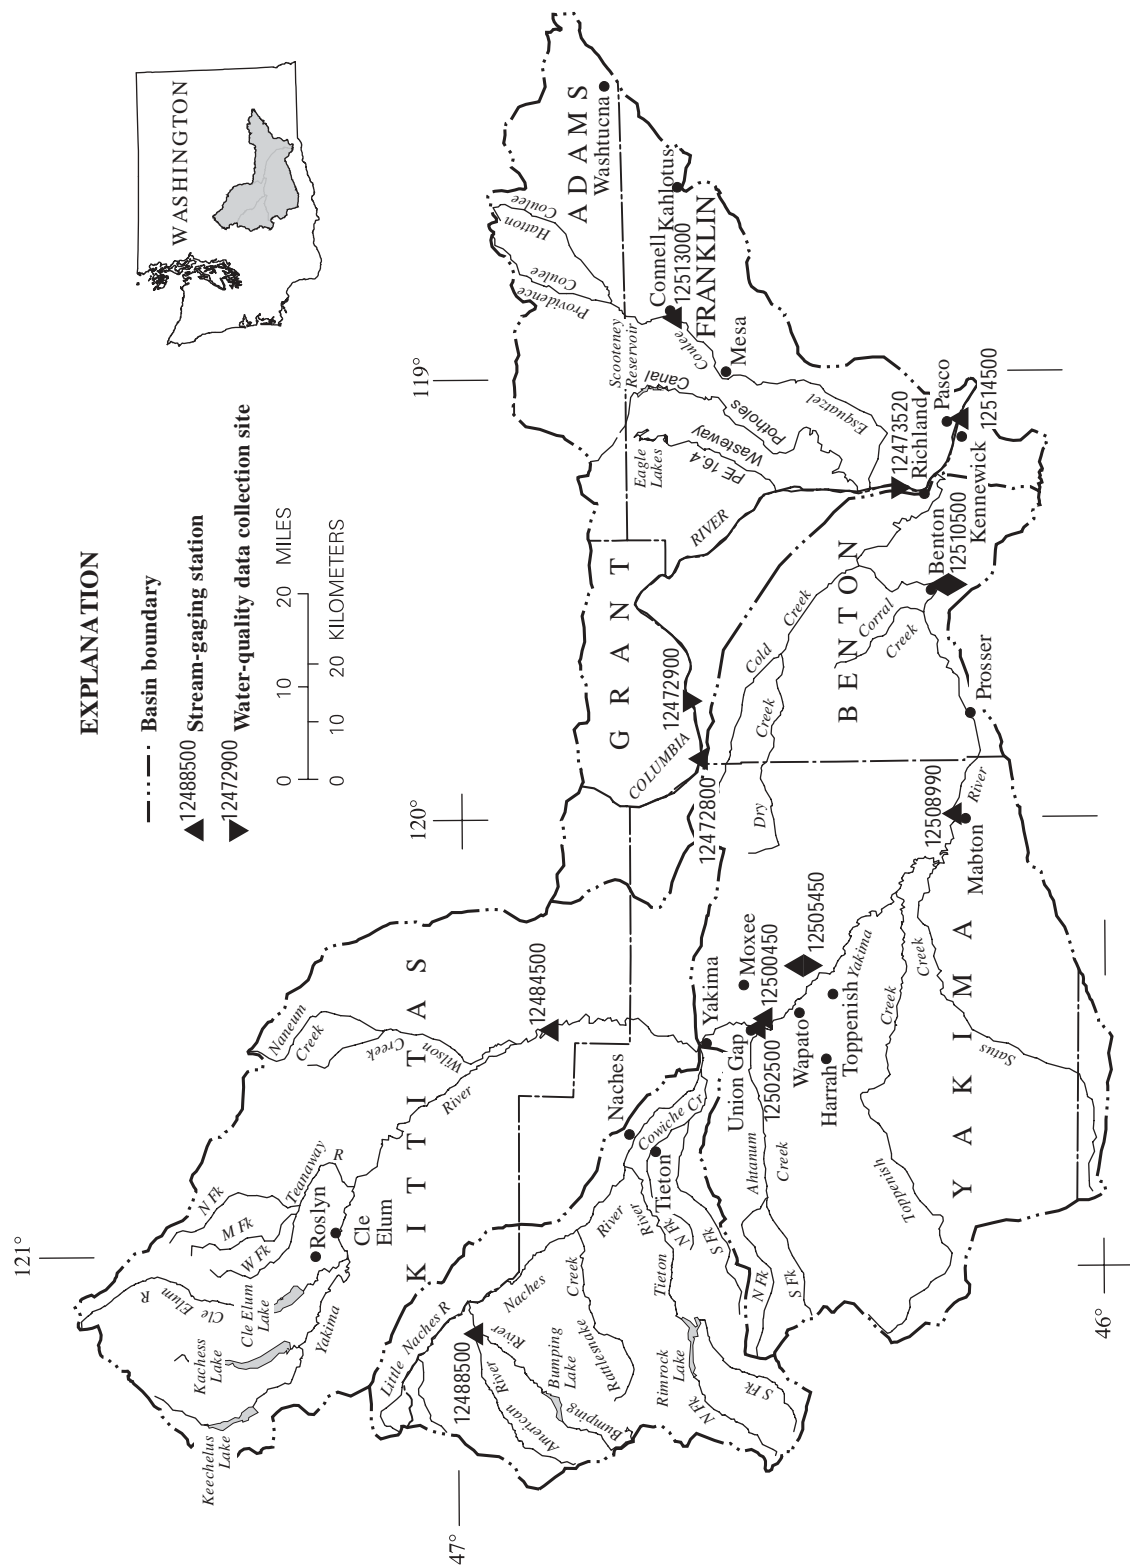 EXPLANATION
Basin boundary
12488500 Stream-gaging station
12472900 Water-quality data collection site
0 10 20 MILES
0 10 20 KILOMETERS
WASHINGTON
121°
120°
119°
47°
46°
KITTITAS
GRANT
ADAMS
FRANKLIN
BENTON
YAKIMA
Keechelus
Lake
Kachess
Lake
Cle Elum
Lake
Cle Elum R
Yakima
River
N Fk
M Fk
W Fk
Teanaway
R
Roslyn
Cle
Elum
Naneum
Creek
Wilson
Creek
12484500
Little Naches R
12488500
American River
Bumping River
Bumping
Lake
Naches
River
Rattlesnake
Creek
Rimrock
Lake
N Fk
S Fk
Tieton
River
Tieton
Naches
Cowiche Cr
N Fk
S Fk
N Fk
S Fk
Ahtanum
Creek
Union Gap
12502500
12500450
Yakima
Moxee
Wapato
12505450
Harrah
Toppenish
Yakima
Toppenish
Creek
Satus
Creek
12508990
Mabton
River
Prosser
COLUMBIA
RIVER
12472800
12472900
Dry
Creek
Cold
Creek
Corral
Creek
Benton
12510500
Kennewick
12473520
Richland
Pasco
12514500
Eagle
Lakes
PE 16.4
Wasteway
Potholes
Canal
Scooteney
Reservoir
Esquatzel
Coulee
Mesa
Providence
Coulee
Hatton
Coulee
Connell
12513000
Kahlotus
Washtucna